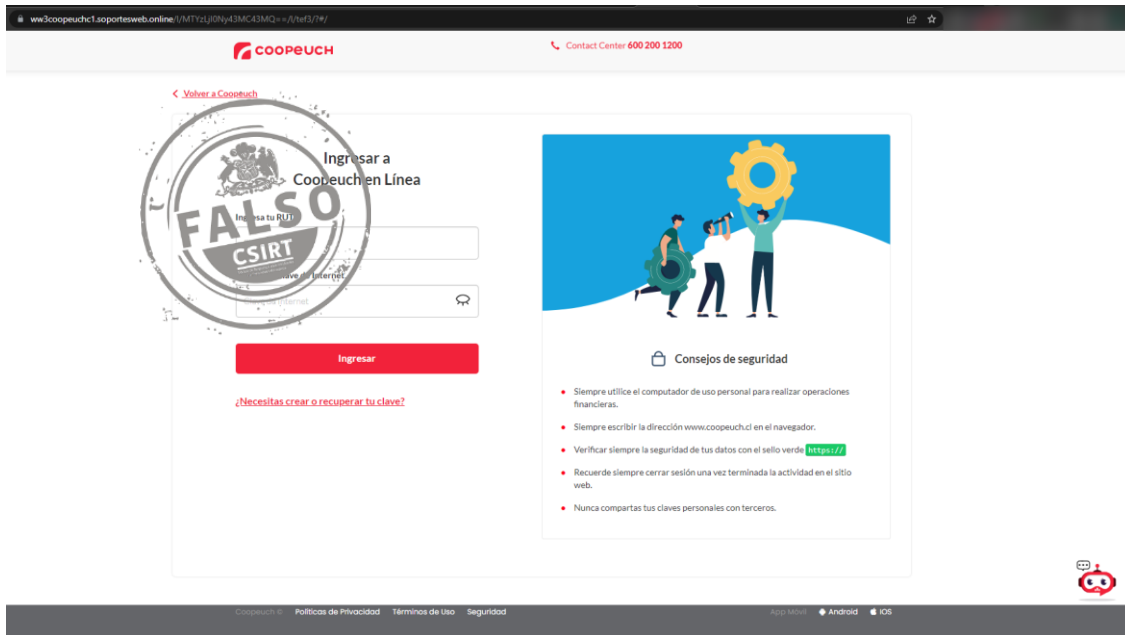 ww3coopeuchc1.soportesweb.online/l/MTYzLjI0Ny43MC43MQ==/l/tef3/?#/
COOPEUCH
Contact Center 600 200 1200
Volver a Coopeuch
Ingresar a
Coopeuch en Línea
Ingresa tu RUT
FALSO
CSIRT
Internet
Ingresar
¿Necesitas crear o recuperar tu clave?
Consejos de seguridad
Siempre utilice el computador de uso personal para realizar operaciones
financieras.
Siempre escribir la dirección www.coopeuch.cl en el navegador.
Verificar siempre la seguridad de tus datos con el sello verde https://
Recuerde siempre cerrar sesión una vez terminada la actividad en el sitio
web.
Nunca compartas tus claves personales con terceros.
Coopeuch © Políticas de Privacidad Términos de Uso Seguridad
App Móvil Android iOS